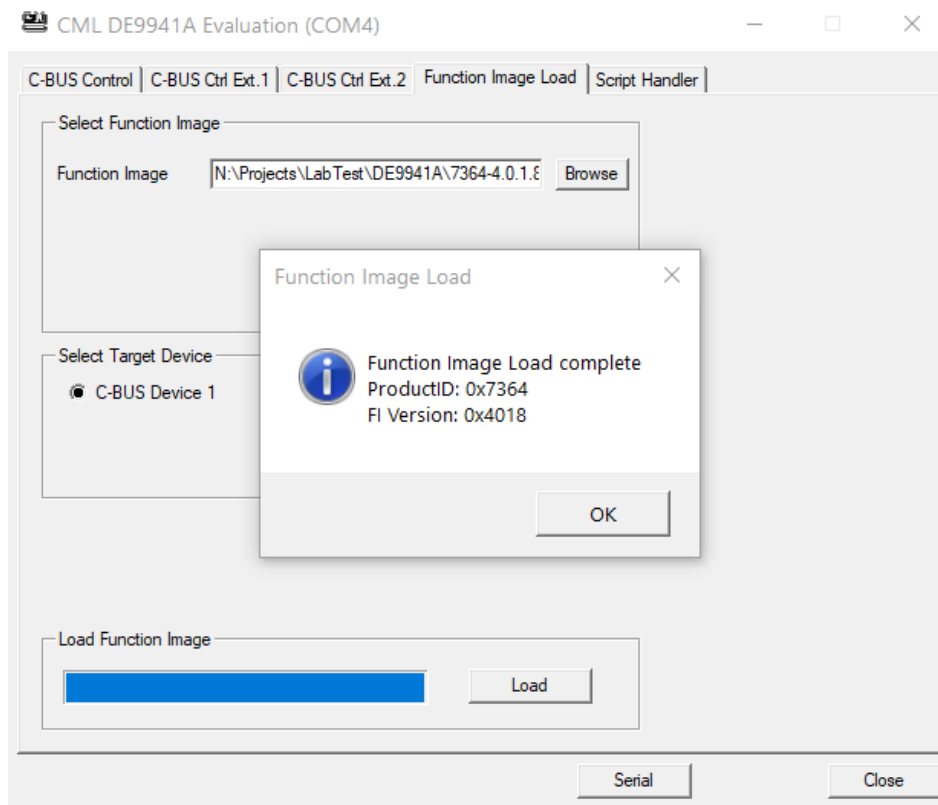 CML DE9941A Evaluation (COM4)
C-BUS Control C-BUS Ctrl Ext.1 C-BUS Ctrl Ext.2 Function Image Load Script Handler
Select Function Image
Function Image N:\Projects\LabTest\DE9941A\7364-4.0.1.8 Browse
Function Image Load
Function Image Load complete
ProductID: 0x7364
FI Version: 0x4018
OK
Select Target Device
C-BUS Device 1
Load Function Image
Load
Serial Close